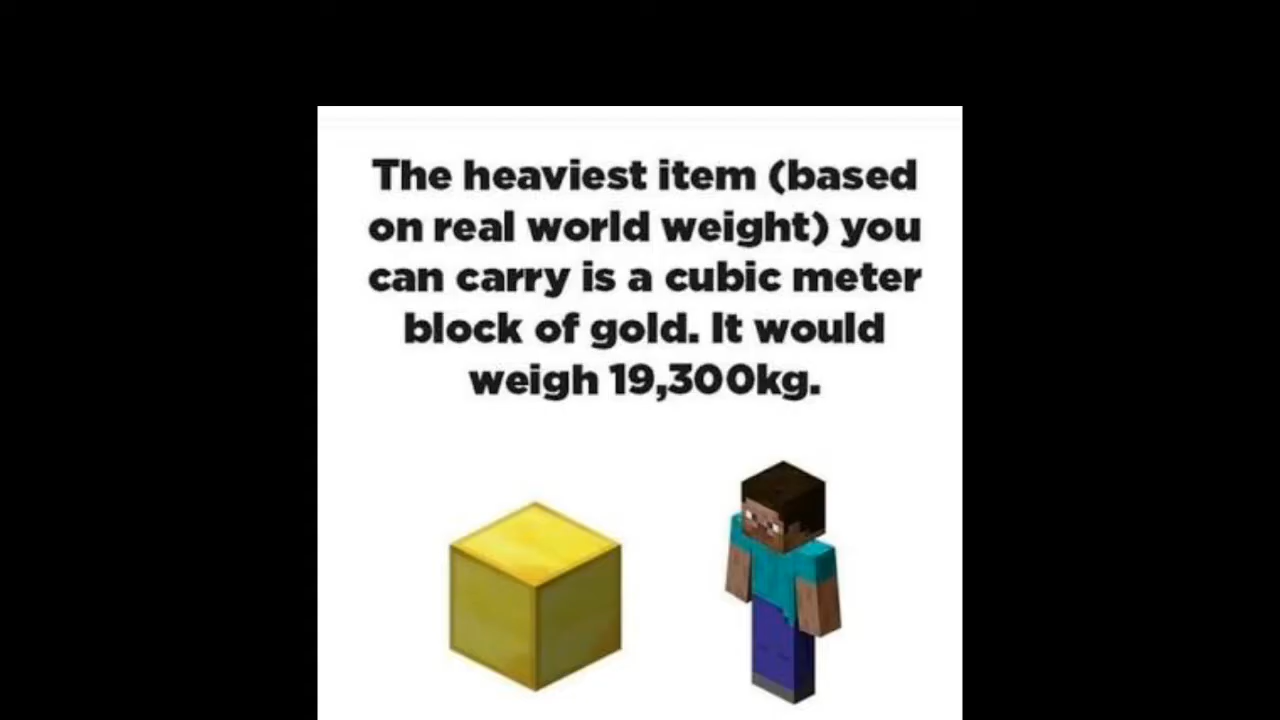 The heaviest item (based
on real world weight) you
can carry is a cubic meter
block of gold. It would
weigh 19,300kg.